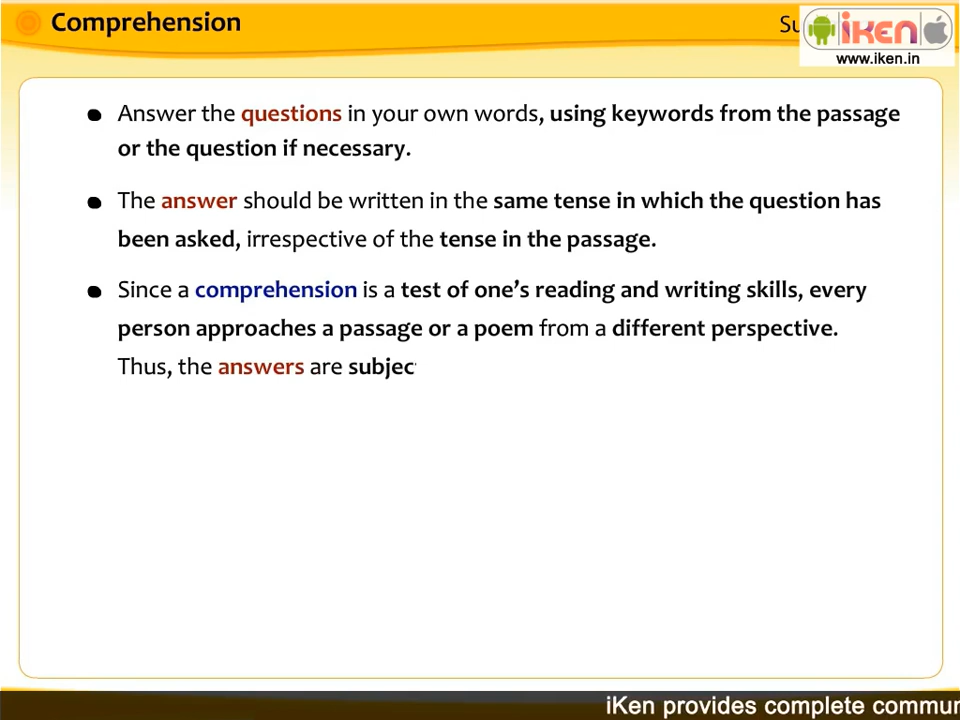 Comprehension
iKen
www.iken.in
Answer the questions in your own words, using keywords from the passage
or the question if necessary.
The answer should be written in the same tense in which the question has
been asked, irrespective of the tense in the passage.
Since a comprehension is a test of one's reading and writing skills, every
person approaches a passage or a poem from a different perspective.
Thus, the answers are subjec
iKen provides complete commun